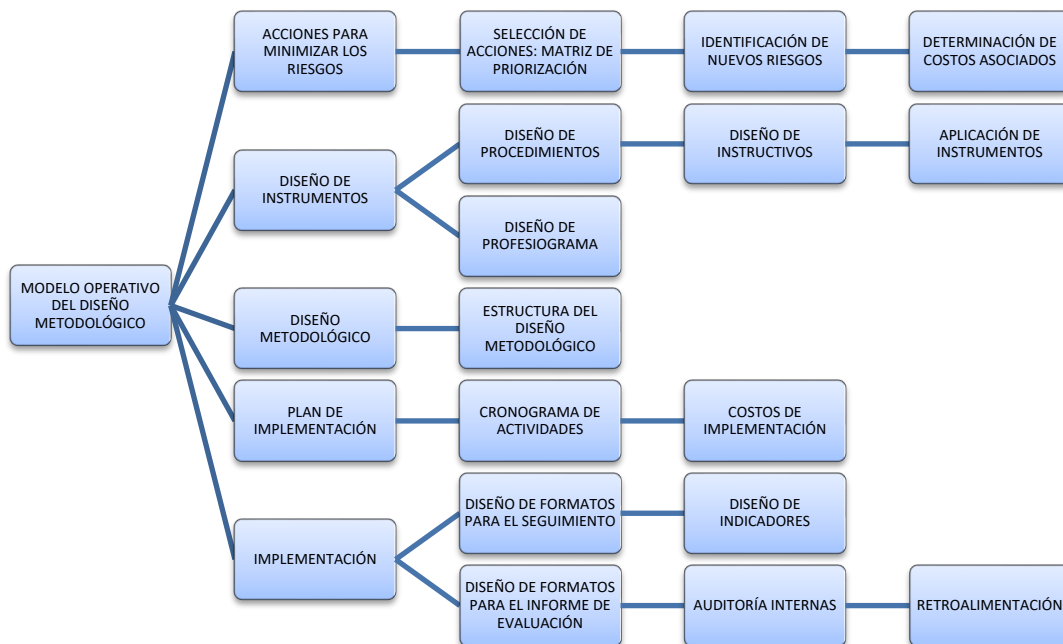 ACCIONES PARA
MINIMIZAR LOS
RIESGOS
SELECCIÓN DE
ACCIONES: MATRIZ DE
PRIORIZACIÓN
IDENTIFICACIÓN DE
NUEVOS RIESGOS
DETERMINACIÓN DE
COSTOS ASOCIADOS
DISEÑO DE
INSTRUMENTOS
DISEÑO DE
PROCEDIMIENTOS
DISEÑO DE
INSTRUCTIVOS
APLICACIÓN DE
INSTRUMENTOS
DISEÑO DE
PROFESIOGRAMA
MODELO OPERATIVO
DEL DISEÑO
METODOLÓGICO
DISEÑO
METODOLÓGICO
ESTRUCTURA DEL
DISEÑO
METODOLÓGICO
PLAN DE
IMPLEMENTACIÓN
CRONOGRAMA DE
ACTIVIDADES
COSTOS DE
IMPLEMENTACIÓN
IMPLEMENTACIÓN
DISEÑO DE FORMATOS
PARA EL SEGUIMIENTO
DISEÑO DE
INDICADORES
DISEÑO DE FORMATOS
PARA EL INFORME DE
EVALUACIÓN
AUDITORÍA INTERNAS
RETROALIMENTACIÓN